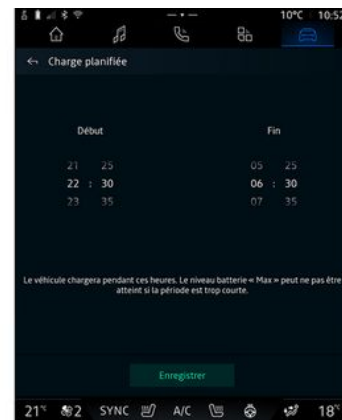 10°C 10:52
Charge planifiée
Début Fin
21 25 05 25
22 : 30 06 : 30
23 35 07 35
Le véhicule chargera pendant ces heures. Le niveau batterie « Max » peut ne pas être
atteint si la période est trop courte.
Enregistrer
21°C 2 SYNC A/C 18°